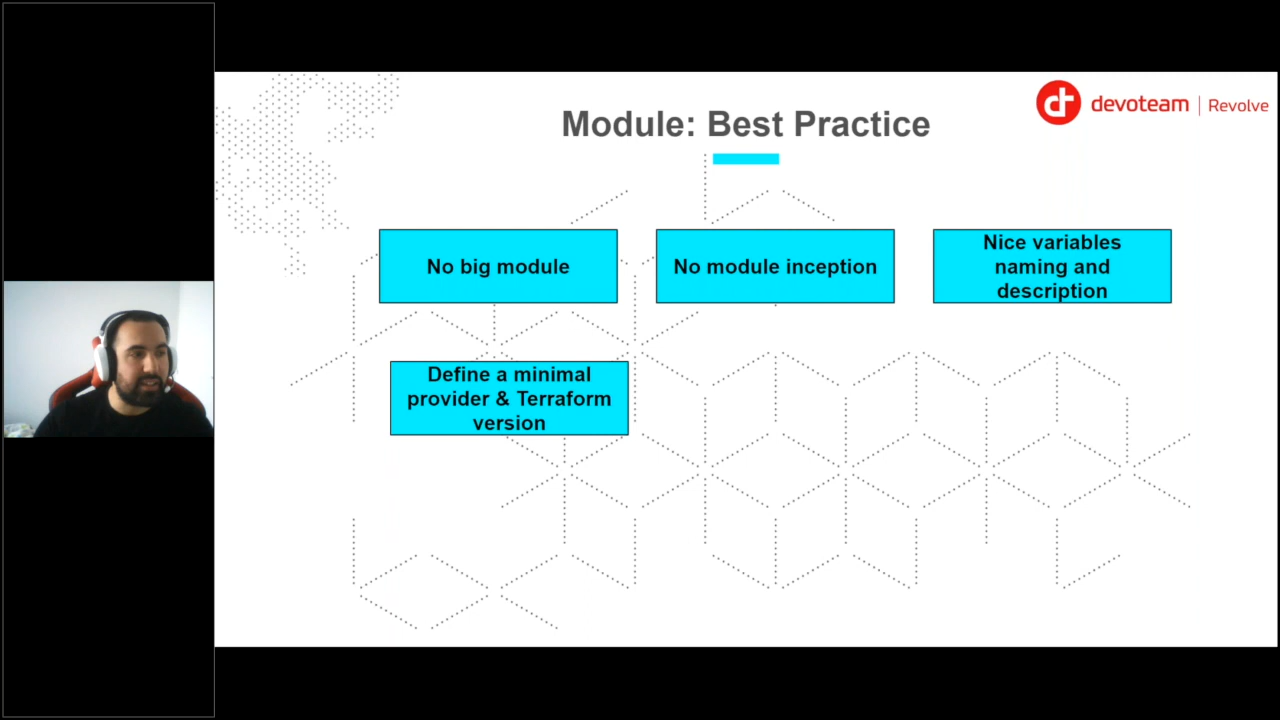 devoteam | Revolve
Module: Best Practice
No big module
No module inception
Nice variables
naming and
description
Define a minimal
provider & Terraform
version